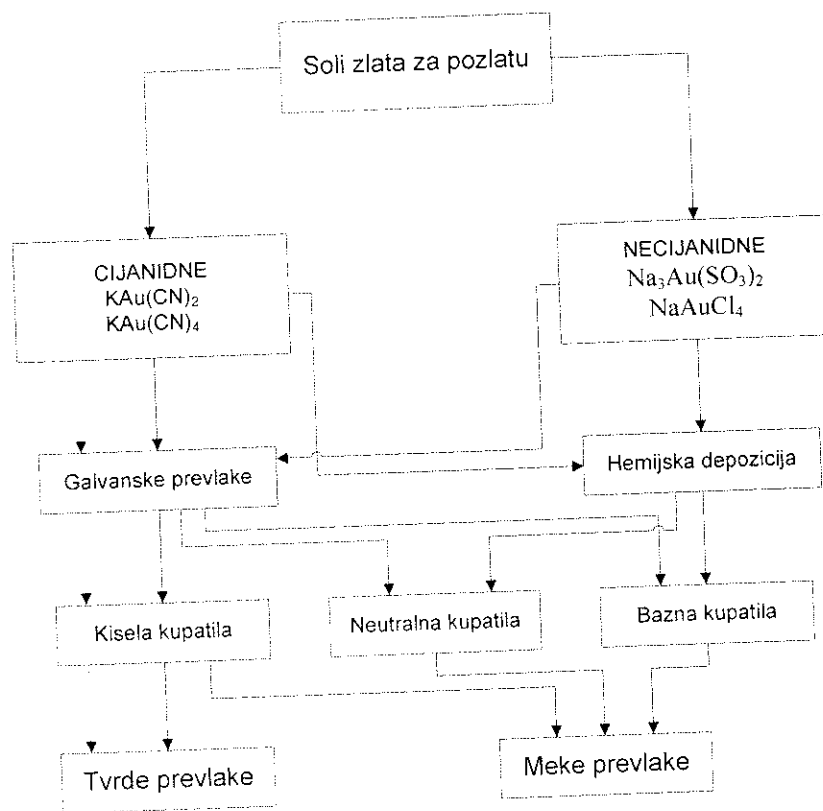 Soli zlata za pozlatu
CIJANIDNE
KAu(CN)₂
KAu(CN)₄
NECIJANIDNE
Na₃Au(SO₃)₂
NaAuCl₄
Galvanske prevlake
Hemijska depozicija
Kisela kupatila
Neutralna kupatila
Bazna kupatila
Tvrde prevlake
Meke prevlake